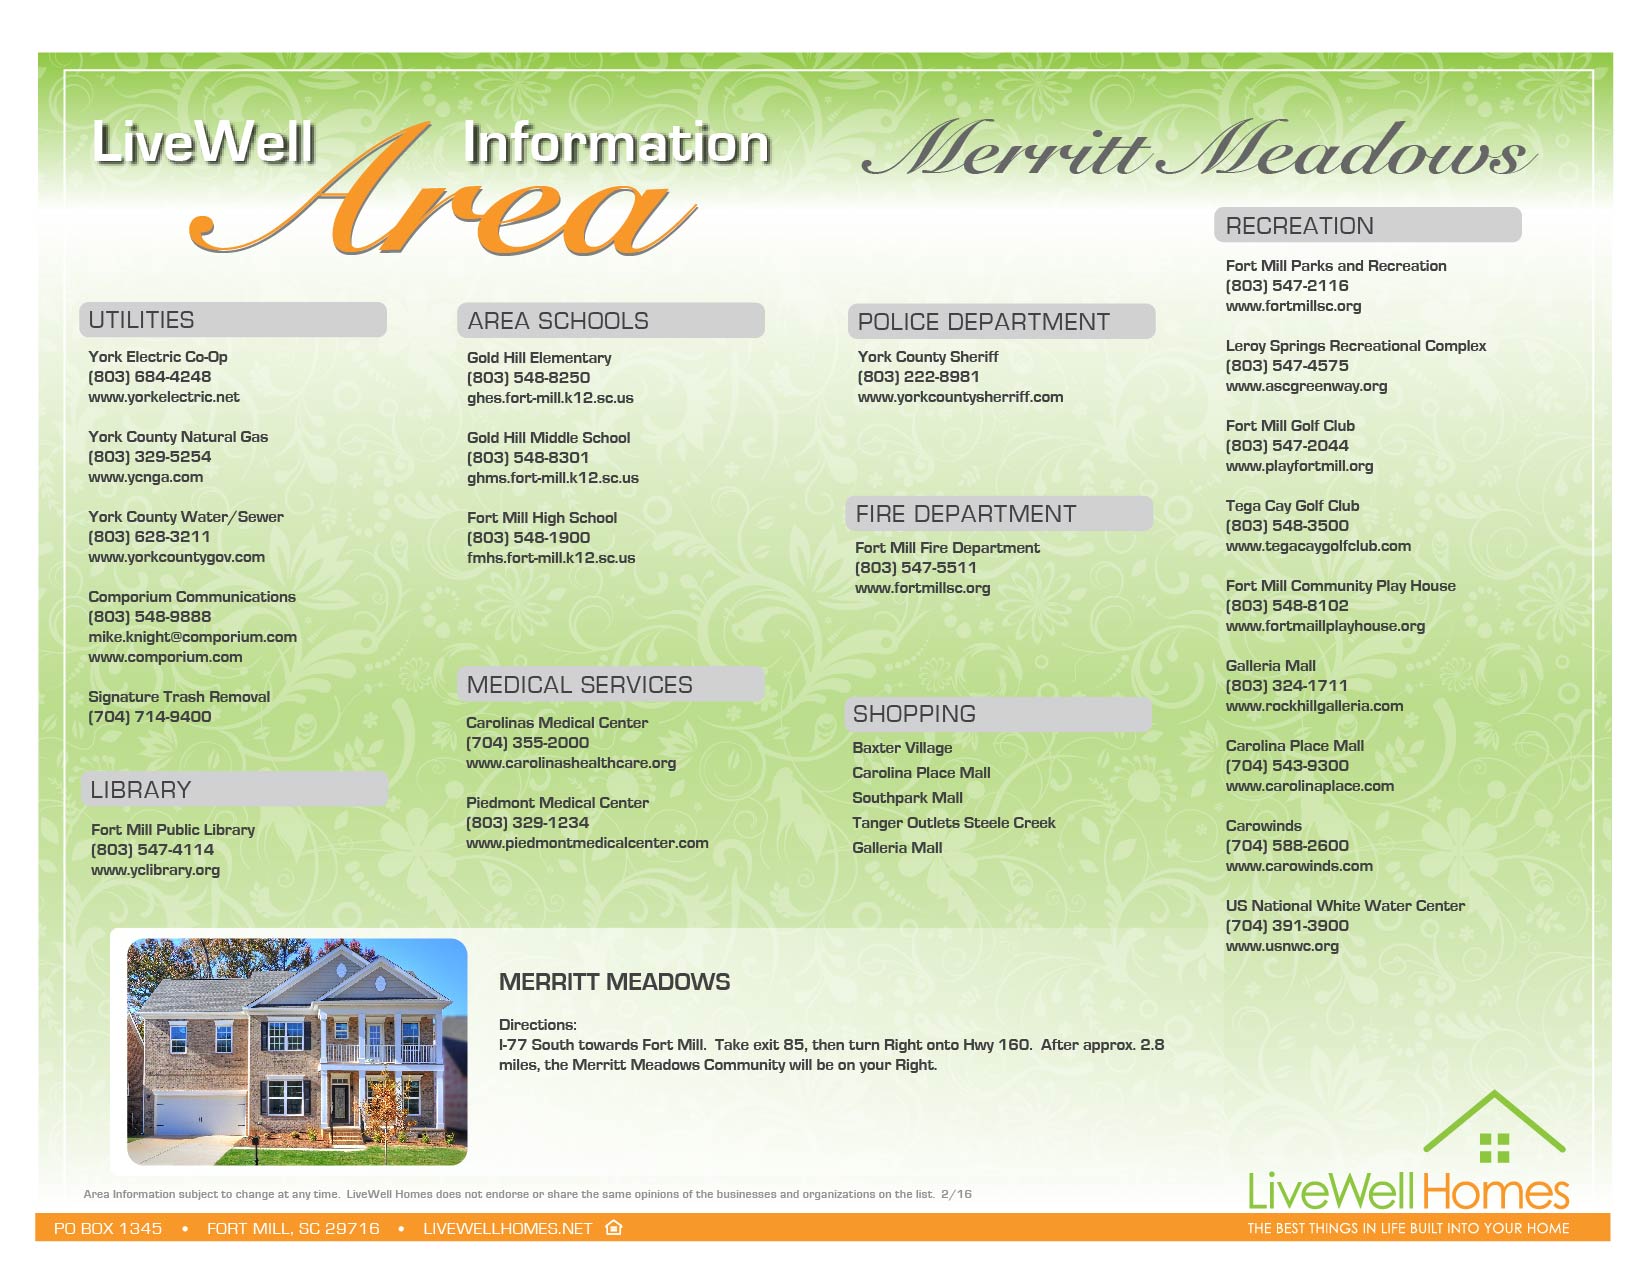 LiveWell Area Information
Merritt Meadows
UTILITIES
York Electric Co-Op
(803) 684-4248
www.yorkelectric.net
York County Natural Gas
(803) 329-5254
www.ycnga.com
York County Water/Sewer
(803) 628-3211
www.yorkcountygov.com
Comporium Communications
(803) 548-9888
mike.knight@comporium.com
www.comporium.com
Signature Trash Removal
(704) 714-9400
LIBRARY
Fort Mill Public Library
(803) 547-4114
www.yclibrary.org
AREA SCHOOLS
Gold Hill Elementary
(803) 548-8250
ghes.fort-mill.k12.sc.us
Gold Hill Middle School
(803) 548-8301
ghms.fort-mill.k12.sc.us
Fort Mill High School
(803) 548-1900
fmhs.fort-mill.k12.sc.us
MEDICAL SERVICES
Carolinas Medical Center
(704) 355-2000
www.carolinashealthcare.org
Piedmont Medical Center
(803) 329-1234
www.piedmontmedicalcenter.com
POLICE DEPARTMENT
York County Sheriff
(803) 222-8981
www.yorkcountysherriff.com
FIRE DEPARTMENT
Fort Mill Fire Department
(803) 547-5511
www.fortmillsc.org
SHOPPING
Baxter Village
Carolina Place Mall
Southpark Mall
Tanger Outlets Steele Creek
Galleria Mall
RECREATION
Fort Mill Parks and Recreation
(803) 547-2116
www.fortmillsc.org
Leroy Springs Recreational Complex
(803) 547-4575
www.ascgreenway.org
Fort Mill Golf Club
(803) 547-2044
www.playfortmill.org
Tega Cay Golf Club
(803) 548-3500
www.tegacaygolfclub.com
Fort Mill Community Play House
(803) 548-8102
www.fortmaillplayhouse.org
Galleria Mall
(803) 324-1711
www.rockhillgalleria.com
Carolina Place Mall
(704) 543-9300
www.carolinaplace.com
Carowinds
(704) 588-2600
www.carowinds.com
US National White Water Center
(704) 391-3900
www.usnwc.org
MERRITT MEADOWS
Directions:
I-77 South towards Fort Mill.  Take exit 85, then turn Right onto Hwy 160.  After approx. 2.8
miles, the Merritt Meadows Community will be on your Right.
Area Information subject to change at any time.  LiveWell Homes does not endorse or share the same opinions of the businesses and organizations on the list.  2/16
LiveWell Homes
PO BOX 1345 • FORT MILL, SC 29716 • LIVEWELLHOMES.NET
THE BEST THINGS IN LIFE BUILT INTO YOUR HOME